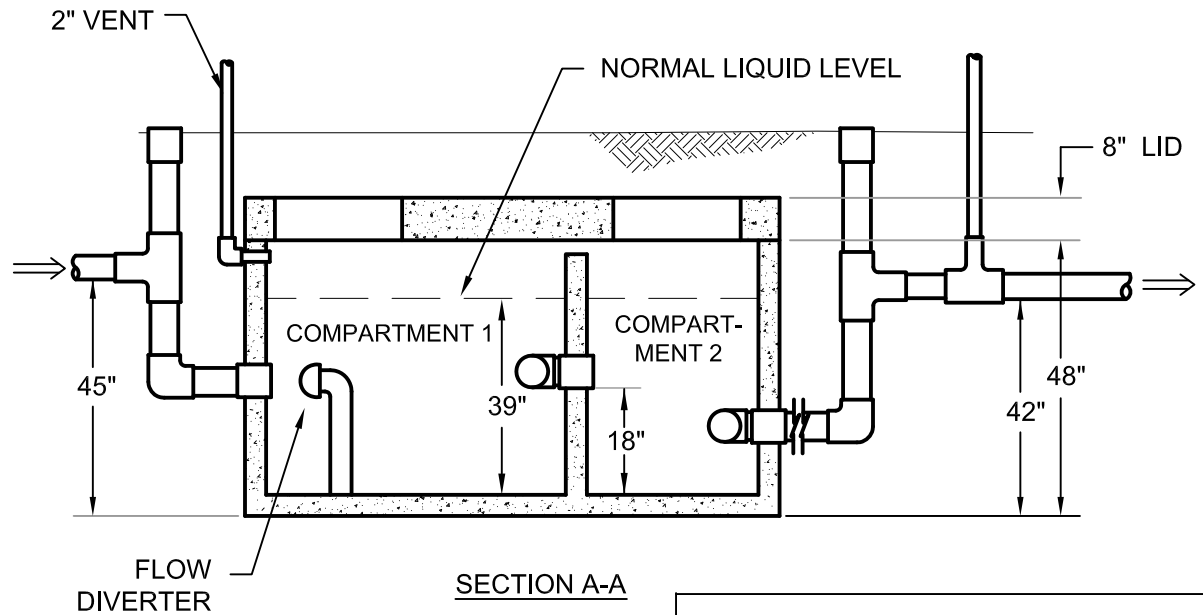 2" VENT
NORMAL LIQUID LEVEL
8" LID
COMPARTMENT 1
COMPART-
MENT 2
45"
39"
18"
42"
48"
FLOW
DIVERTER
SECTION A-A